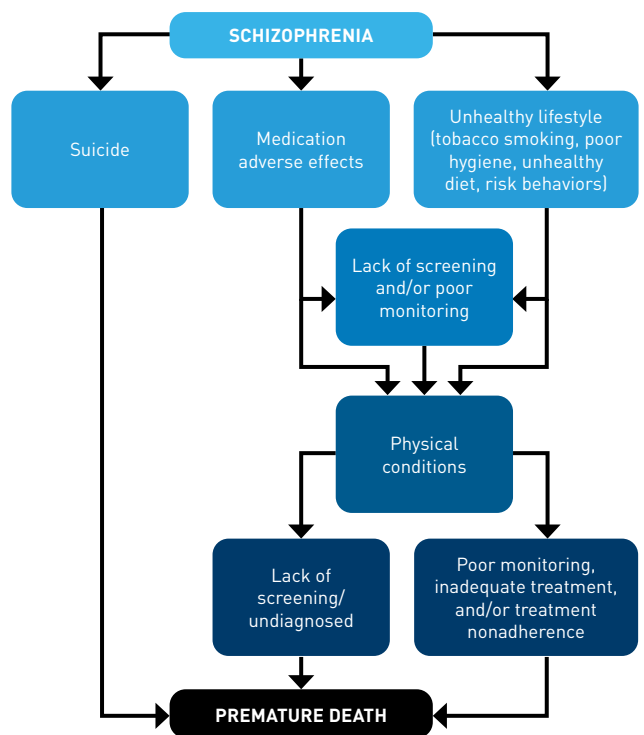 SCHIZOPHRENIA
Suicide
Medication
adverse effects
Unhealthy lifestyle
(tobacco smoking, poor
hygiene, unhealthy
diet, risk behaviors)
Lack of screening
and/or poor
monitoring
Physical
conditions
Lack of
screening/
undiagnosed
Poor monitoring,
inadequate treatment,
and/or treatment
nonadherence
PREMATURE DEATH